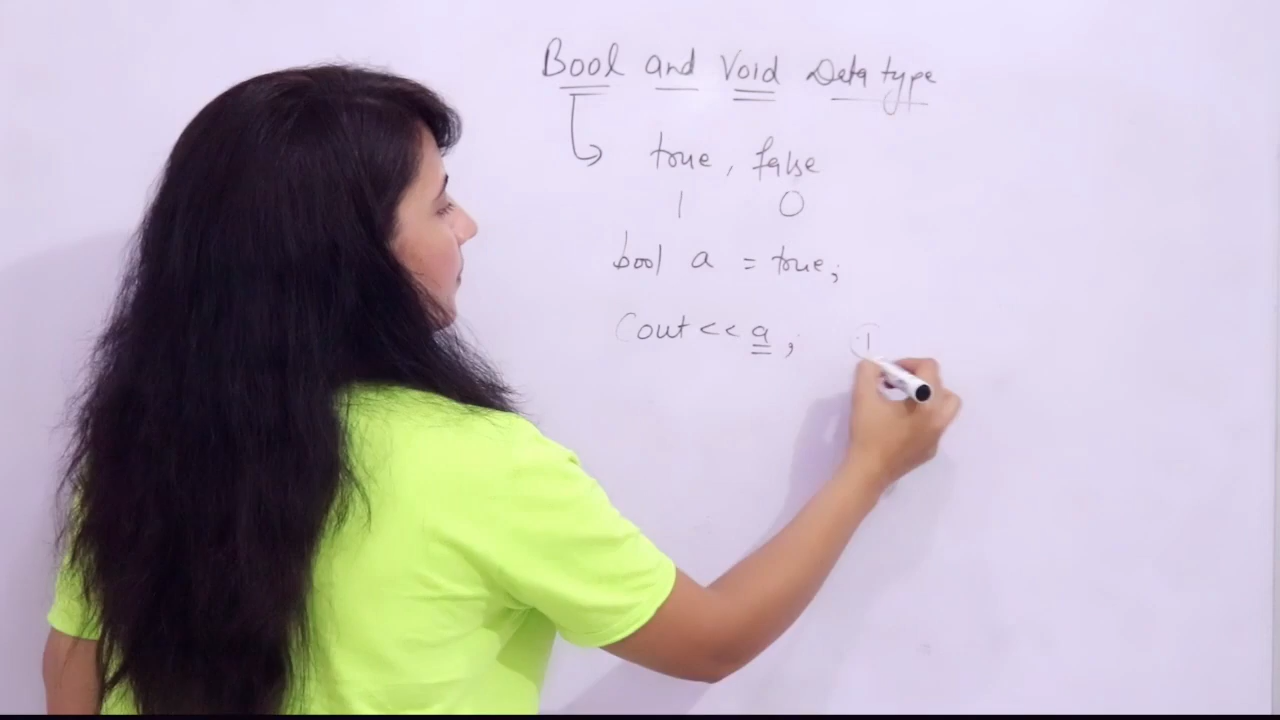 Bool and Void Data type
true, false
1 0
bool a = true;
Cout << a; 1